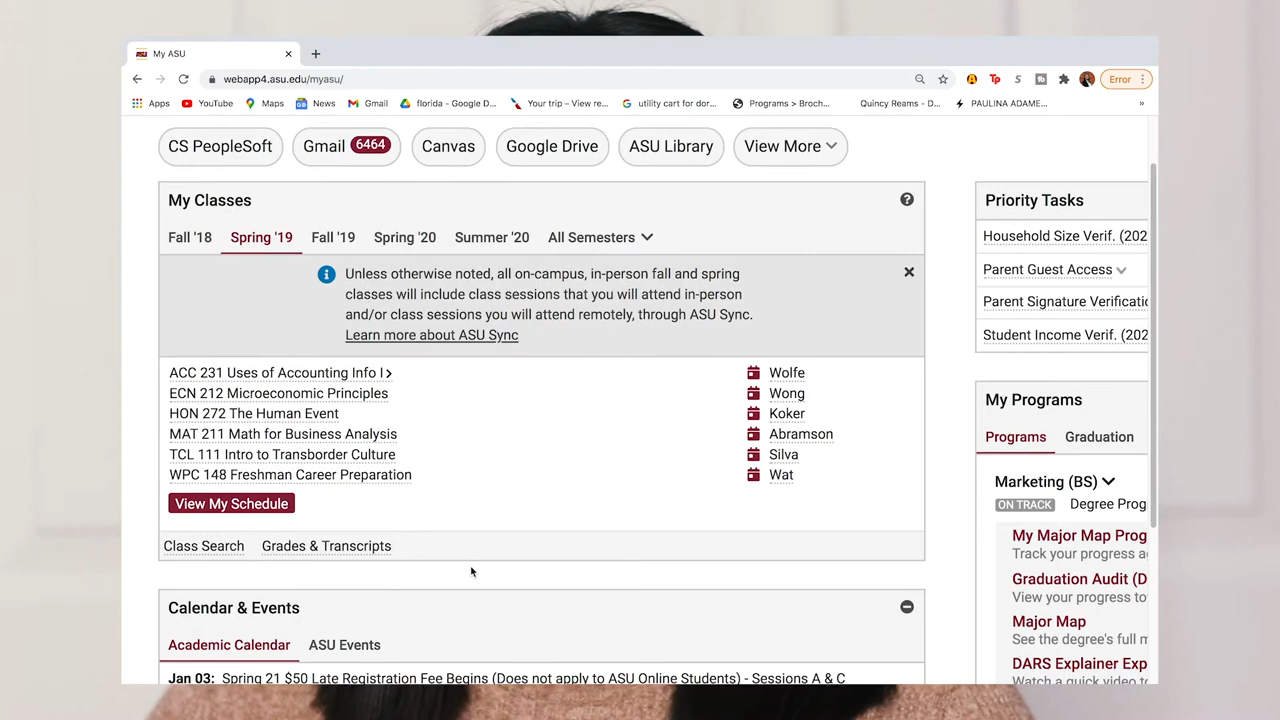 My ASU
webapp4.asu.edu/myasu/
Error
Apps
YouTube
Maps
News
Gmail
florida - Google D...
Your trip – View re...
utility cart for dor...
Programs > Broch...
Quincy Reams - D...
PAULINA ADAME...
CS PeopleSoft
Gmail 6464
Canvas
Google Drive
ASU Library
View More
My Classes
Fall '18 Spring '19 Fall '19 Spring '20 Summer '20 All Semesters
Unless otherwise noted, all on-campus, in-person fall and spring
classes will include class sessions that you will attend in-person
and/or class sessions you will attend remotely, through ASU Sync.
Learn more about ASU Sync
ACC 231 Uses of Accounting Info I Wolfe
ECN 212 Microeconomic Principles Wong
HON 272 The Human Event Koker
MAT 211 Math for Business Analysis Abramson
TCL 111 Intro to Transborder Culture Silva
WPC 148 Freshman Career Preparation Wat
View My Schedule
Class Search Grades & Transcripts
Calendar & Events
Academic Calendar ASU Events
Jan 03: Spring 21 $50 Late Registration Fee Begins (Does not apply to ASU Online Students) - Sessions A & C
Priority Tasks
Household Size Verif. (202
Parent Guest Access
Parent Signature Verificatio
Student Income Verif. (202
My Programs
Programs Graduation
Marketing (BS)
ON TRACK Degree Prog
My Major Map Prog
Track your progress a
Graduation Audit (D
View your progress to
Major Map
See the degree's full m
DARS Explainer Exp
Watch a quick video to